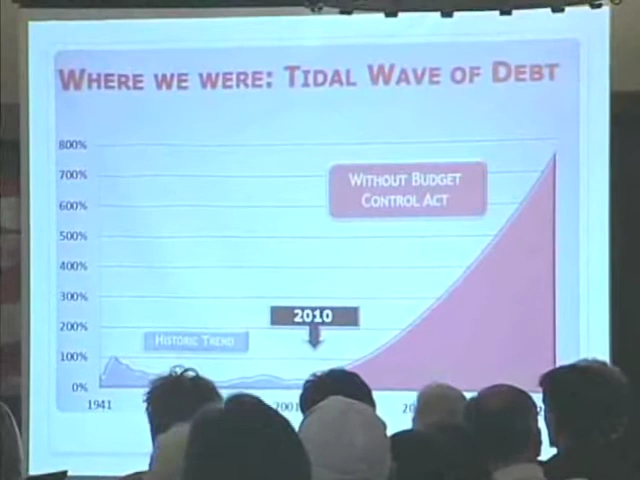 WHERE WE WERE: TIDAL WAVE OF DEBT
800%
700%
600%
500%
400%
300%
200%
100%
0%
WITHOUT BUDGET
CONTROL ACT
2010
HISTORIC TREND
1941